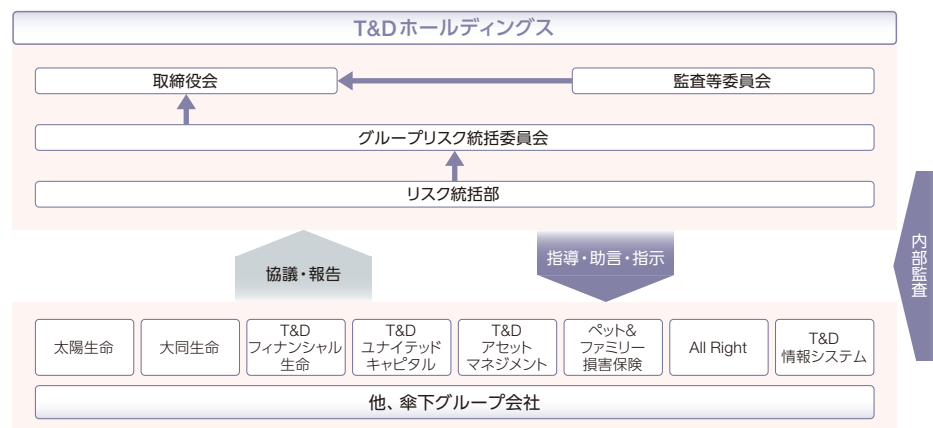 T&Dホールディングス
取締役会
監査等委員会
グループリスク統括委員会
リスク統括部
協議・報告
指導・助言・指示
内部監査
太陽生命
大同生命
T&D
フィナンシャル
生命
T&D
ユナイテッド
キャピタル
T&D
アセット
マネジメント
ペット&
ファミリー
損害保険
All Right
T&D
情報システム
他、傘下グループ会社